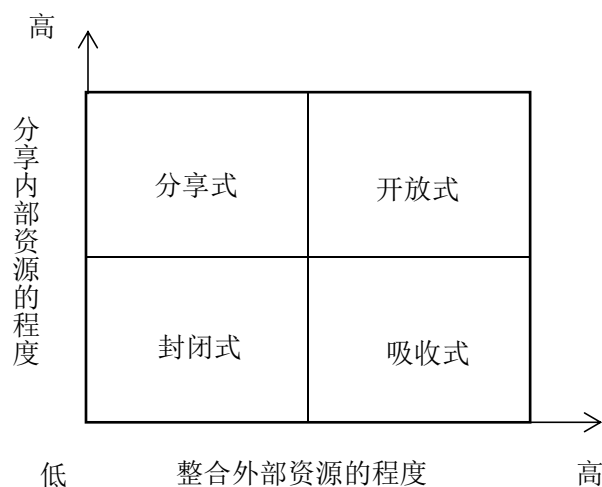 高
分享内部资源的程度
分享式
开放式
封闭式
吸收式
低
整合外部资源的程度
高